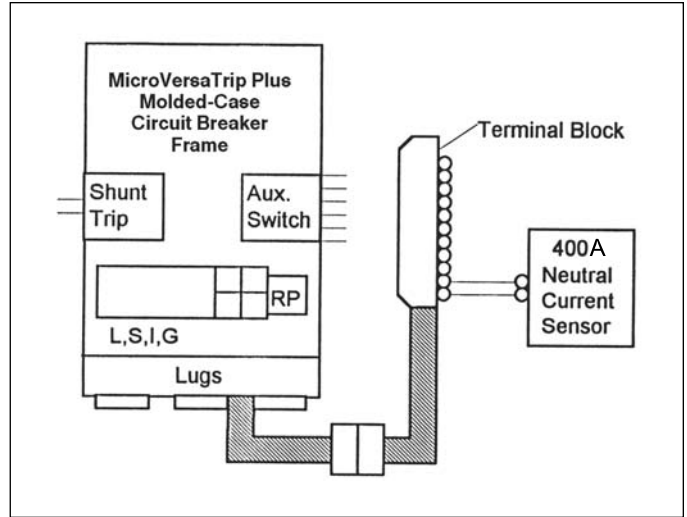 MicroVersaTrip Plus
Molded-Case
Circuit Breaker
Frame
Terminal Block
Shunt
Trip
Aux.
Switch
400A
Neutral
Current
Sensor
RP
L,S,I,G
Lugs